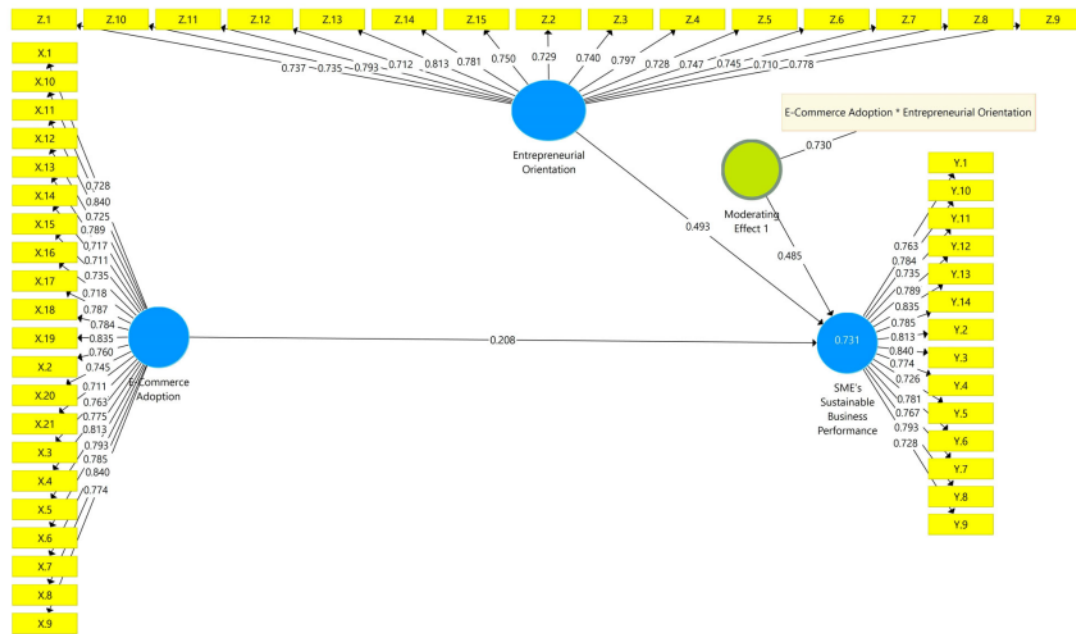 Z.1 Z.10 Z.11 Z.12 Z.13 Z.14 Z.15 Z.2 Z.3 Z.4 Z.5 Z.6 Z.7 Z.8 Z.9
0.737 0.735 0.793 0.712 0.813 0.781 0.750 0.729 0.740 0.797 0.728 0.747 0.745 0.710 0.778
Entrepreneurial
Orientation
E-Commerce Adoption * Entrepreneurial Orientation
0.730
Moderating
Effect 1
0.493
0.485
X.1
X.10
X.11
X.12
X.13
X.14
X.15
X.16
X.17
X.18
X.19
X.2
X.20
X.21
X.3
X.4
X.5
X.6
X.7
X.8
X.9
0.728
0.840
0.725
0.789
0.717
0.711
0.735
0.718
0.787
0.784
0.835
0.760
0.745
0.711
0.763
0.775
0.813
0.793
0.785
0.840
0.774
E-Commerce
Adoption
0.208
0.731
SME's
Sustainable
Business
Performance
0.763
0.784
0.735
0.789
0.835
0.785
0.813
0.840
0.774
0.726
0.781
0.767
0.793
0.728
Y.1
Y.10
Y.11
Y.12
Y.13
Y.14
Y.2
Y.3
Y.4
Y.5
Y.6
Y.7
Y.8
Y.9